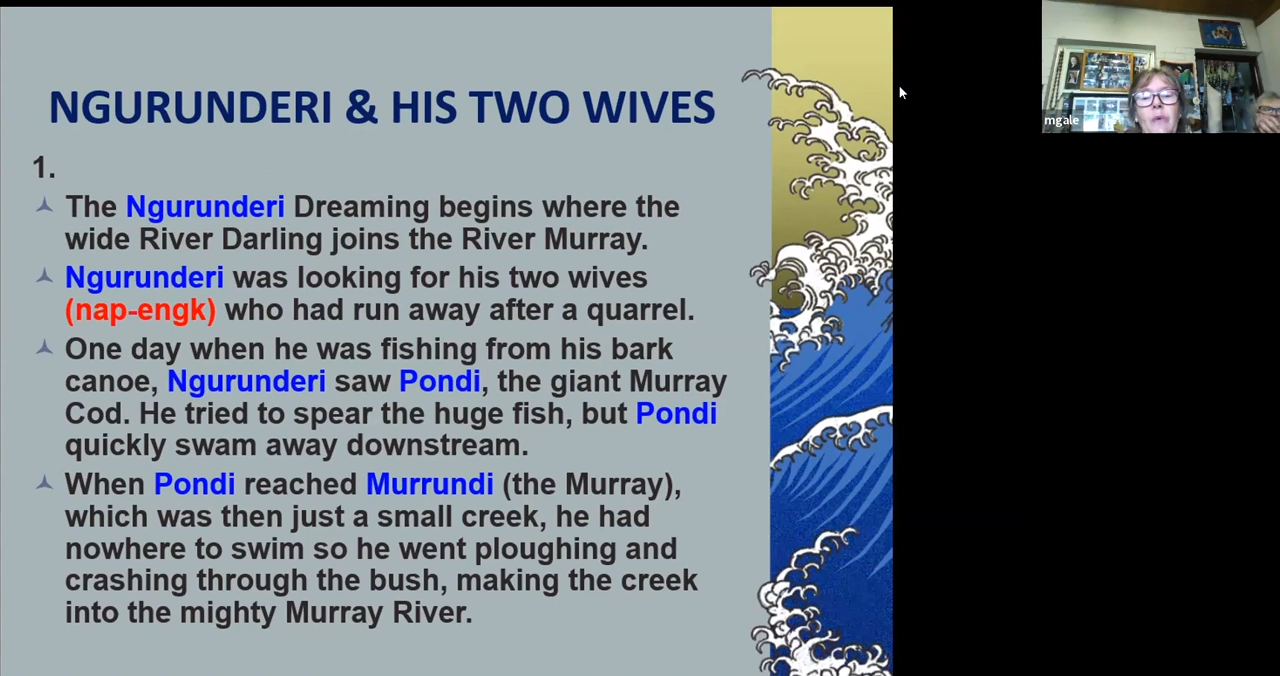 NGURUNDERI & HIS TWO WIVES
1.
The Ngurunderi Dreaming begins where the
wide River Darling joins the River Murray.
Ngurunderi was looking for his two wives
(nap-engk) who had run away after a quarrel.
One day when he was fishing from his bark
canoe, Ngurunderi saw Pondi, the giant Murray
Cod. He tried to spear the huge fish, but Pondi
quickly swam away downstream.
When Pondi reached Murrundi (the Murray),
which was then just a small creek, he had
nowhere to swim so he went ploughing and
crashing through the bush, making the creek
into the mighty Murray River.
mgale